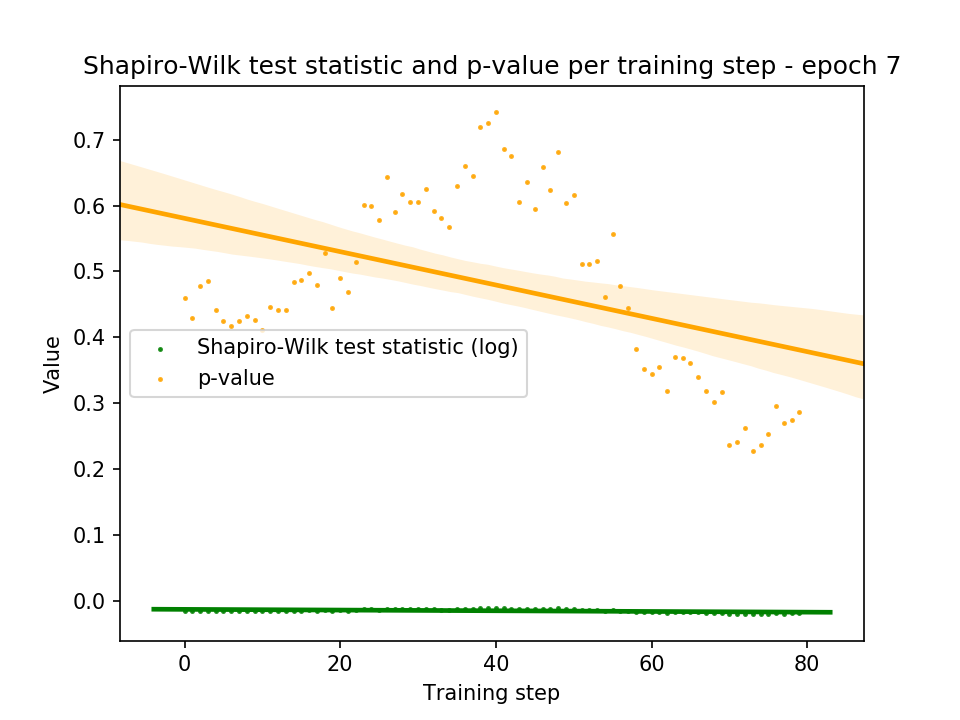 Shapiro-Wilk test statistic and p-value per training step - epoch 7
Value
0.7
0.6
0.5
0.4
0.3
0.2
0.1
0.0
Shapiro-Wilk test statistic (log)
p-value
0 20 40 60 80
Training step